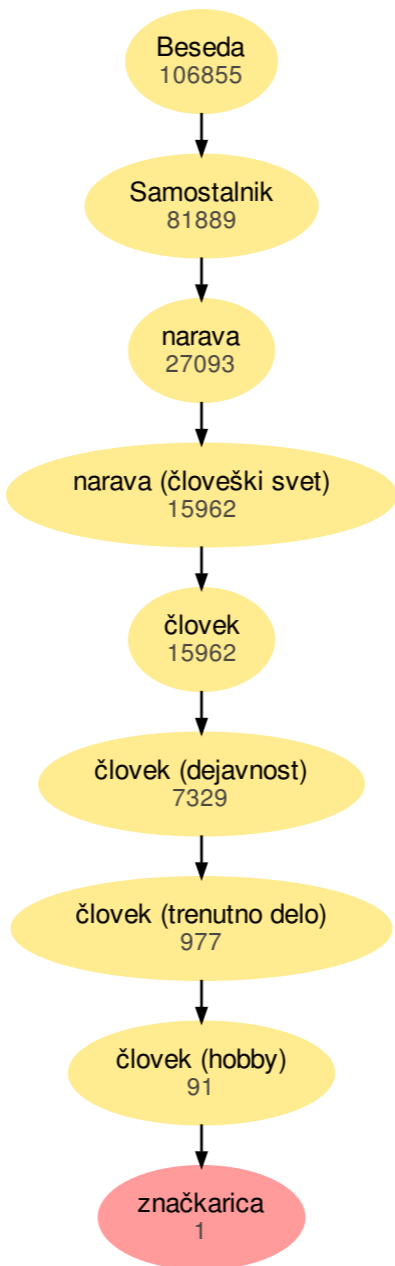 Beseda
106855
Samostalnik
81889
narava
27093
narava (človeški svet)
15962
človek
15962
človek (dejavnost)
7329
človek (trenutno delo)
977
človek (hobby)
91
značkarica
1